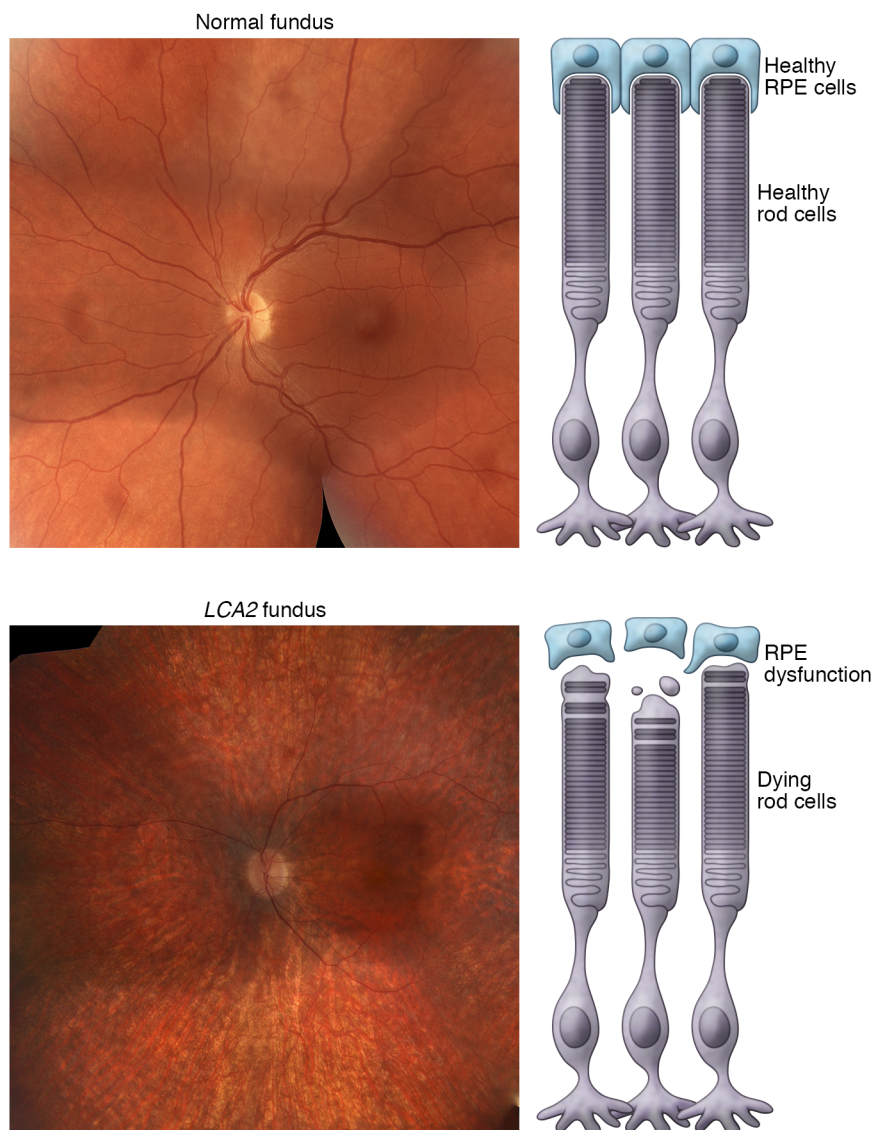 Normal fundus
Healthy
RPE cells
Healthy
rod cells
LCA2 fundus
RPE
dysfunction
Dying
rod cells